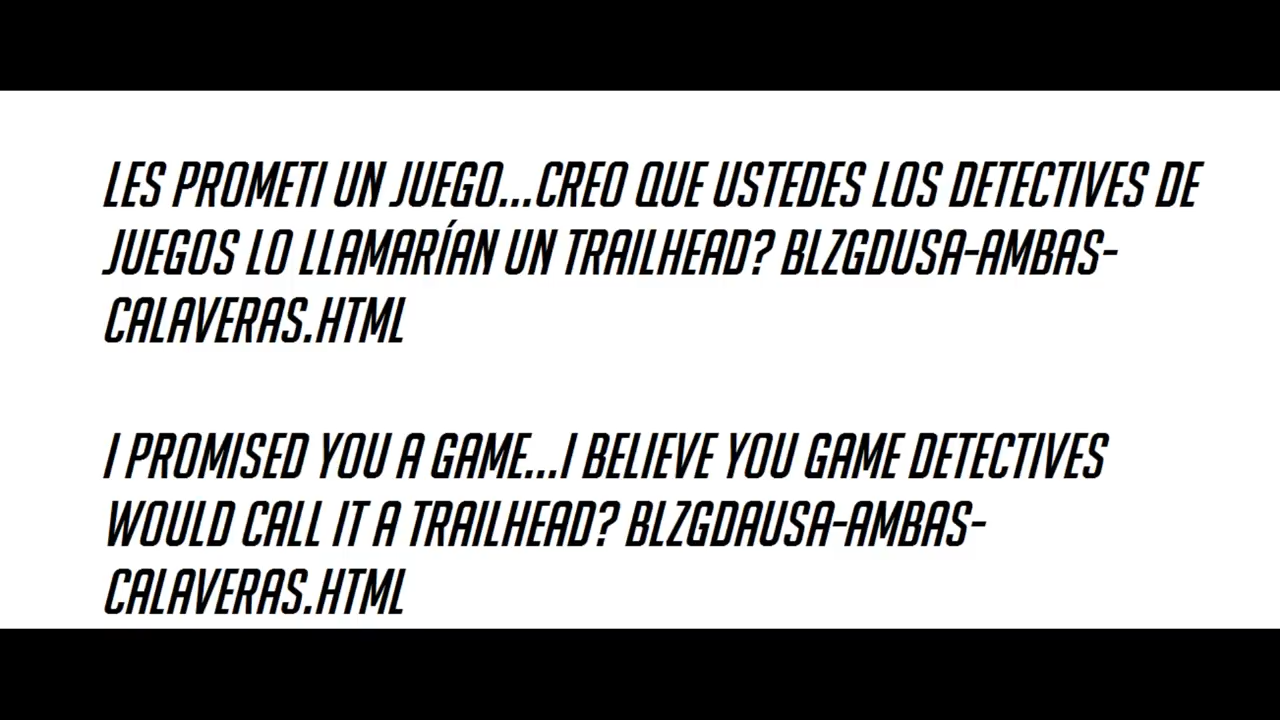 LES PROMETI UN JUEGO...CREO QUE USTEDES LOS DETECTIVES DE
JUEGOS LO LLAMARÍAN UN TRAILHEAD? BLZGDUSA-AMBAS-
CALAVERAS.HTML
I PROMISED YOU A GAME...I BELIEVE YOU GAME DETECTIVES
WOULD CALL IT A TRAILHEAD? BLZGDAUSA-AMBAS-
CALAVERAS.HTML